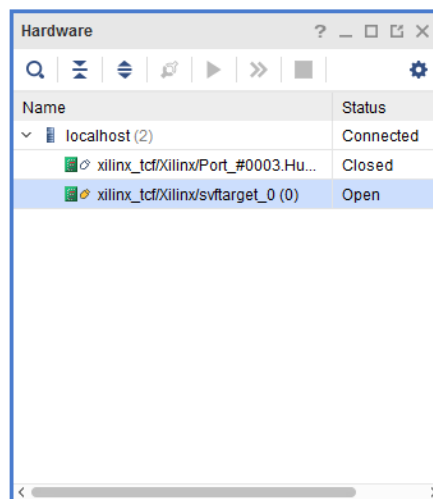 Hardware ?
Name Status
localhost (2) Connected
xilinx_tcf/Xilinx/Port_#0003.Hu... Closed
xilinx_tcf/Xilinx/svftarget_0 (0) Open